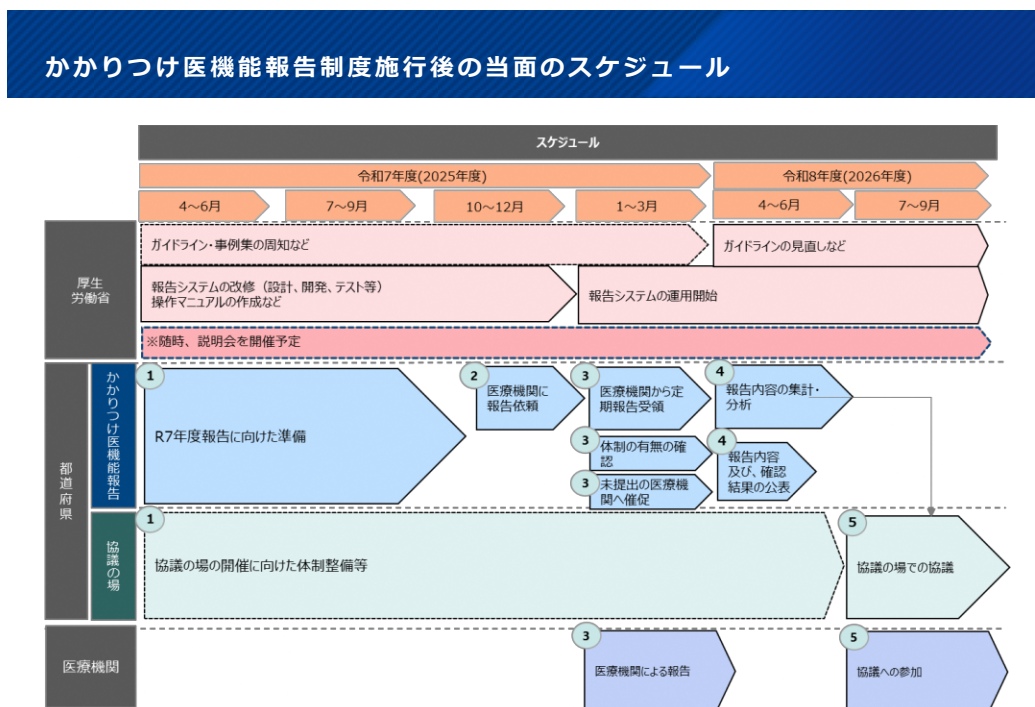 かかりつけ医機能報告制度施行後の当面のスケジュール
スケジュール
令和7年度(2025年度)
令和8年度(2026年度)
4～6月
7～9月
10～12月
1～3月
4～6月
7～9月
厚生
労働省
ガイドライン・事例集の周知など
ガイドラインの見直しなど
報告システムの改修（設計、開発、テスト等）
操作マニュアルの作成など
報告システムの運用開始
※随時、説明会を開催予定
都道府県
かかりつけ医機能報告
1
R7年度報告に向けた準備
2
医療機関に
報告依頼
3
医療機関から定
期報告受領
3
体制の有無の確
認
3
未提出の医療機
関へ催促
4
報告内容の集計・
分析
4
報告内容
及び、確認
結果の公表
協議の場
1
協議の場の開催に向けた体制整備等
5
協議の場での協議
医療機関
3
医療機関による報告
5
協議への参加